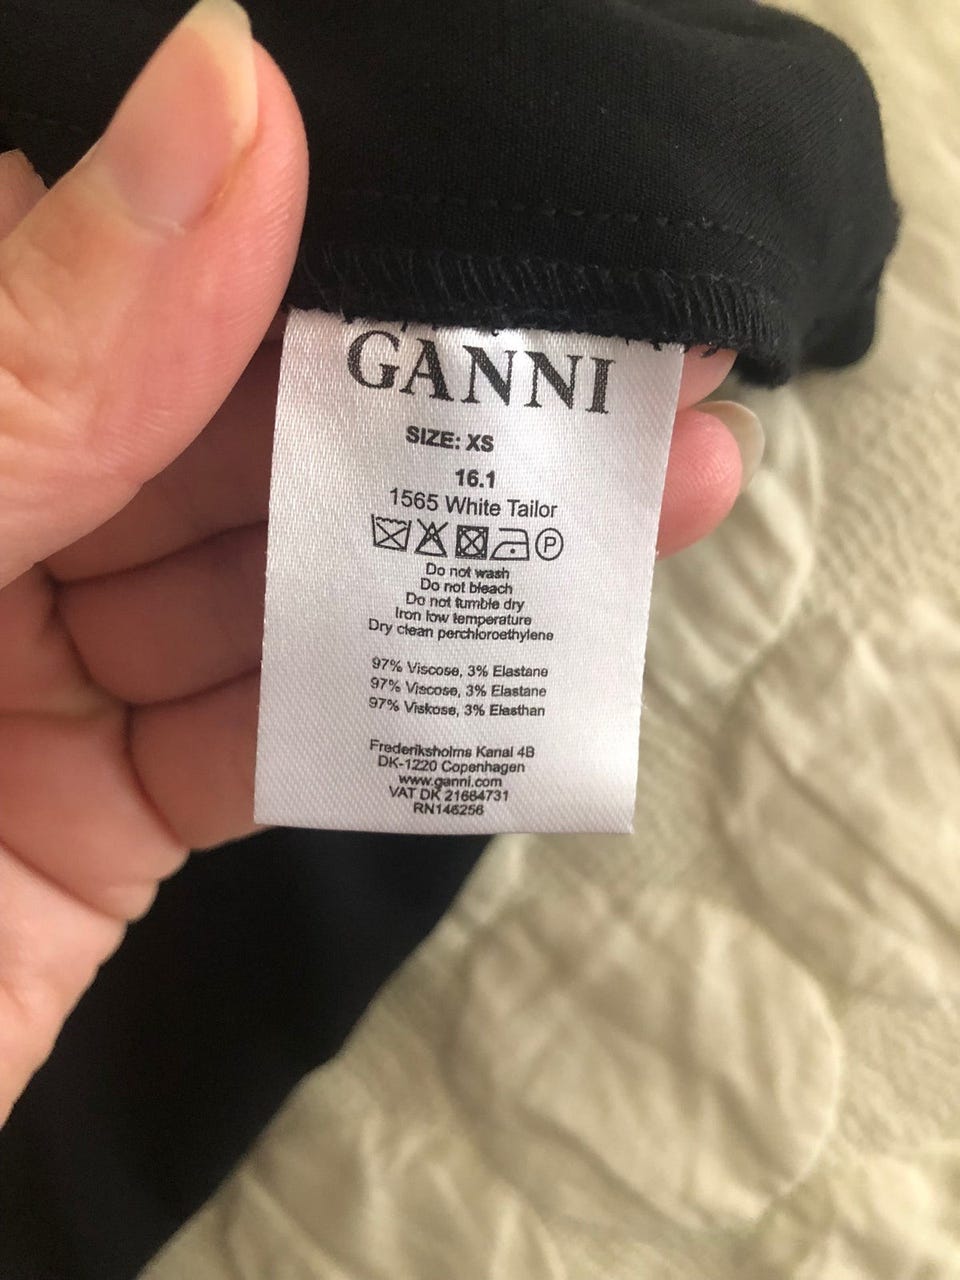 GANNI
SIZE: XS
16.1
1565 White Tailor
P
Do not wash
Do not bleach
Do not tumble dry
Iron low temperature
Dry clean perchloroethylene
97% Viscose, 3% Elastane
97% Viscose, 3% Elastane
97% Viskose, 3% Elasthan
Frederiksholms Kanal 4B
DK-1220 Copenhagen
www.ganni.com
VAT DK 21664731
RN146256